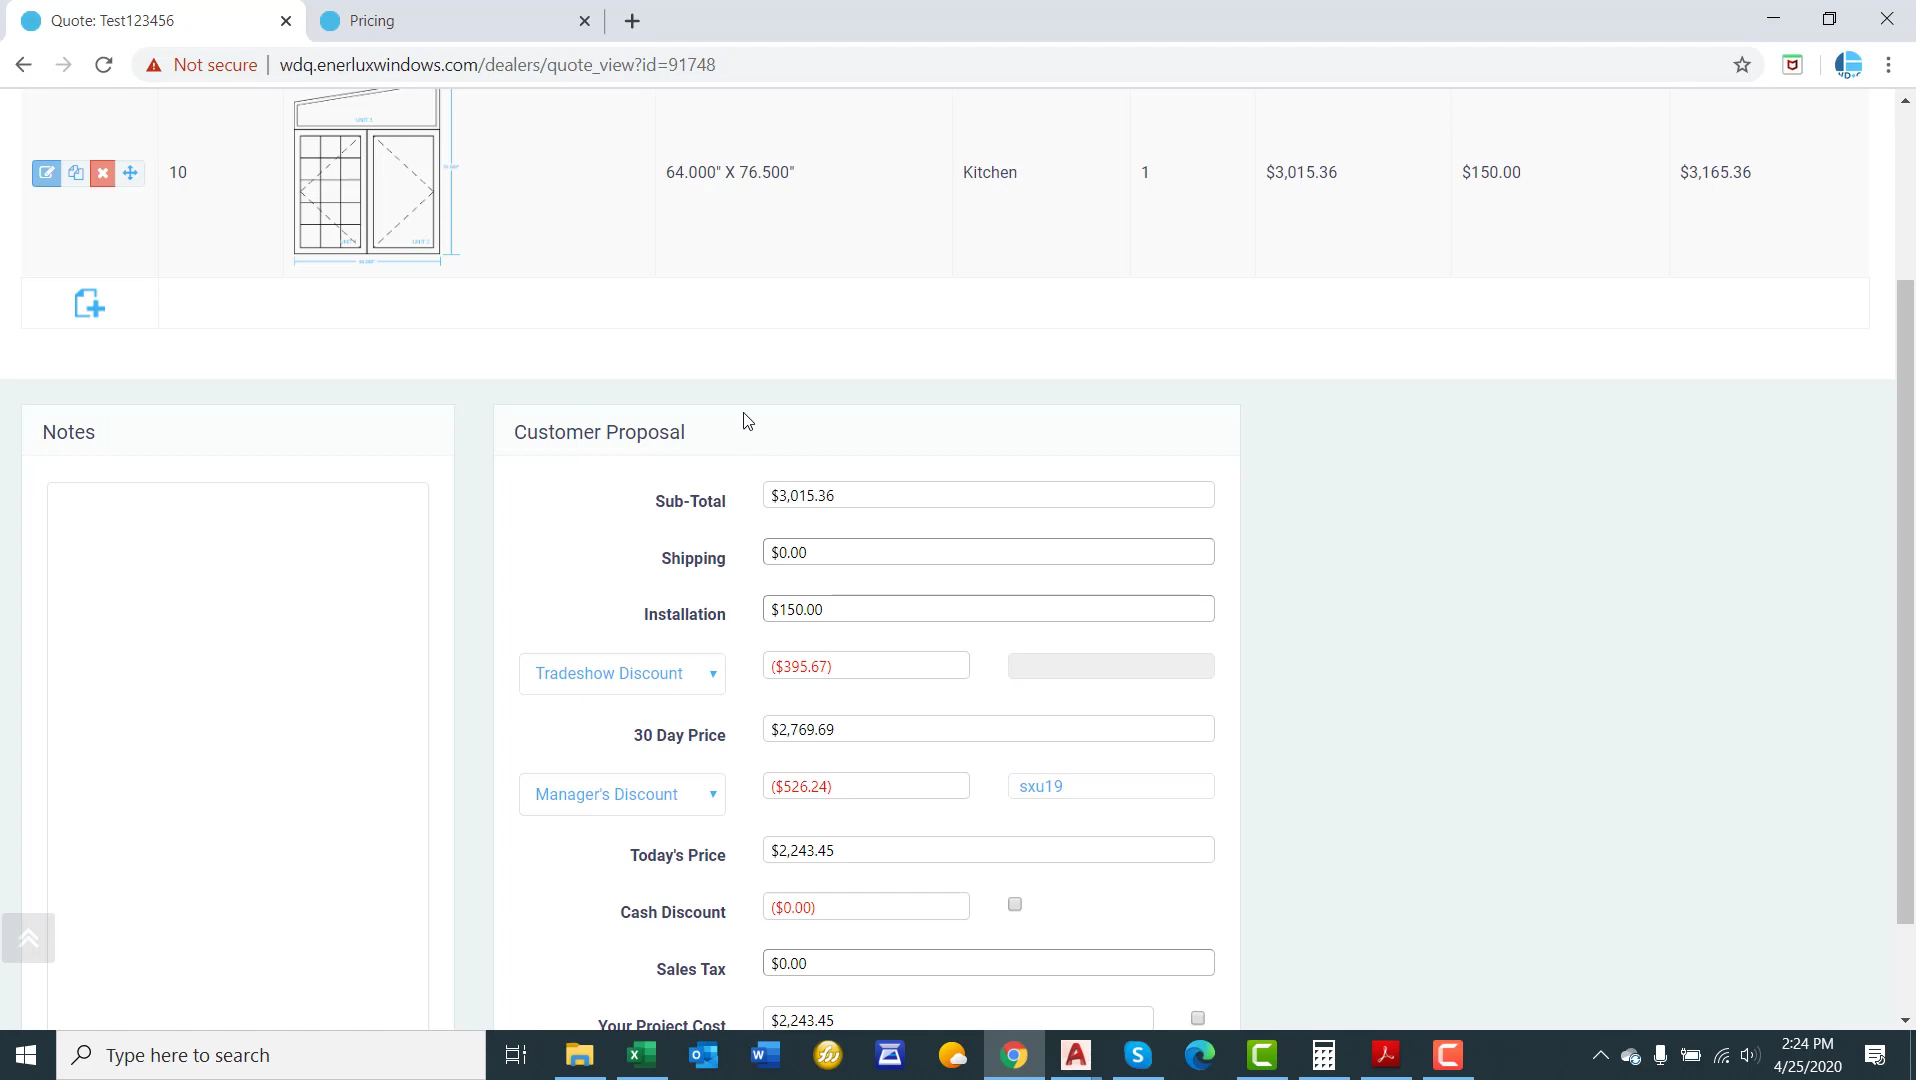 Quote: Test123456
Pricing
Not secure
wdq.enerluxwindows.com/dealers/quote_view?id=91748
UNIT 3
10
64.000" X 76.500"
Kitchen
1
$3,015.36
$150.00
$3,165.36
UNIT 2
Notes
Customer Proposal
Sub-Total
$3,015.36
Shipping
$0.00
Installation
$150.00
Tradeshow Discount
($395.67)
30 Day Price
$2,769.69
Manager's Discount
($526.24)
sxu19
Today's Price
$2,243.45
Cash Discount
($0.00)
Sales Tax
$0.00
Your Project Cost
$2,243.45
Type here to search
2:24 PM
4/25/2020